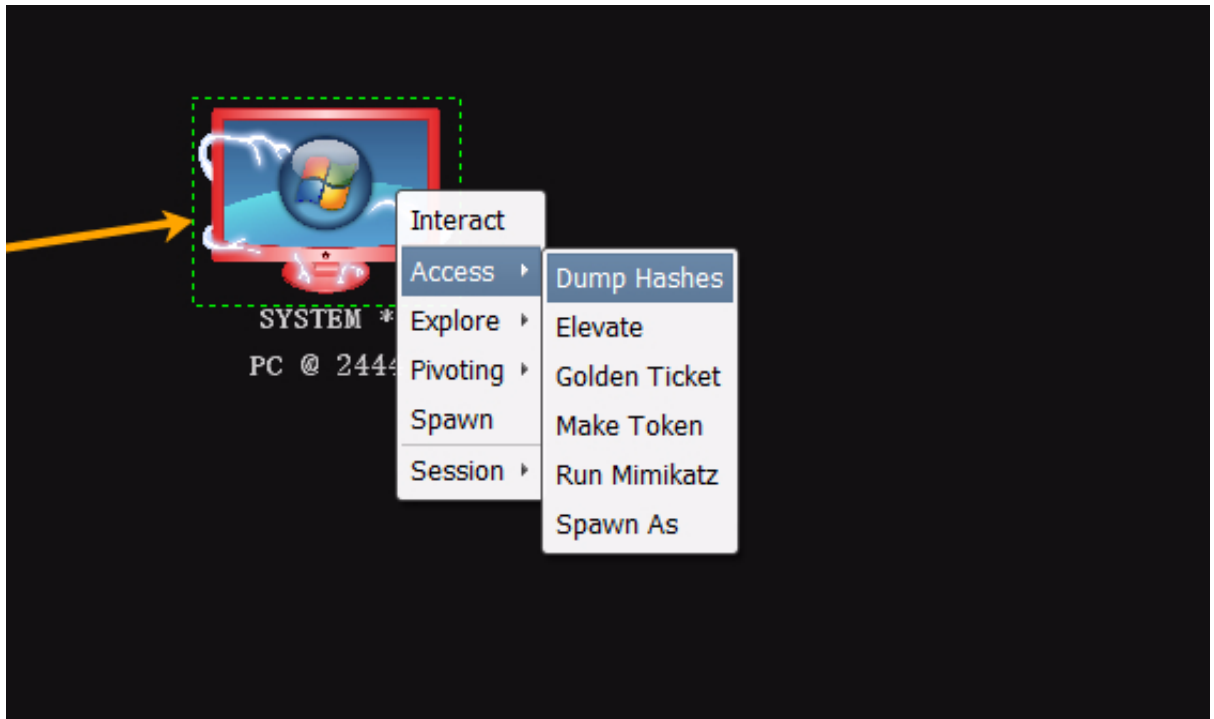 SYSTEM *
PC @ 244
Interact
Access
Explore
Pivoting
Spawn
Session
Dump Hashes
Elevate
Golden Ticket
Make Token
Run Mimikatz
Spawn As